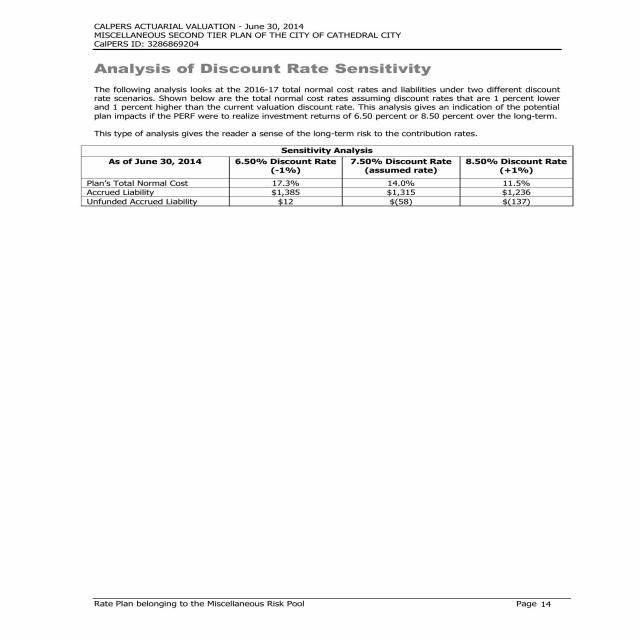 CALPERS ACTUARIAL VALUATION - June 30, 2014
MISCELLANEOUS SECOND TIER PLAN OF THE CITY OF CATHEDRAL CITY
CalPERS ID: 3286869204
Analysis of Discount Rate Sensitivity
The following analysis looks at the 2016-17 total normal cost rates and liabilities under two different discount
rate scenarios. Shown below are the total normal cost rates assuming discount rates that are 1 percent lower
and 1 percent higher than the current valuation discount rate. This analysis gives an indication of the potential
plan impacts if the PERF were to realize investment returns of 6.50 percent or 8.50 percent over the long-term.
This type of analysis gives the reader a sense of the long-term risk to the contribution rates.
Sensitivity Analysis
As of June 30, 2014 6.50% Discount Rate 7.50% Discount Rate 8.50% Discount Rate
(-1%) (assumed rate) (+1%)
Plan's Total Normal Cost 17.3% 14.0% 11.5%
Accrued Liability $1,385 $1,315 $1,236
Unfunded Accrued Liability $12 $(58) $(137)
Rate Plan belonging to the Miscellaneous Risk Pool Page 14